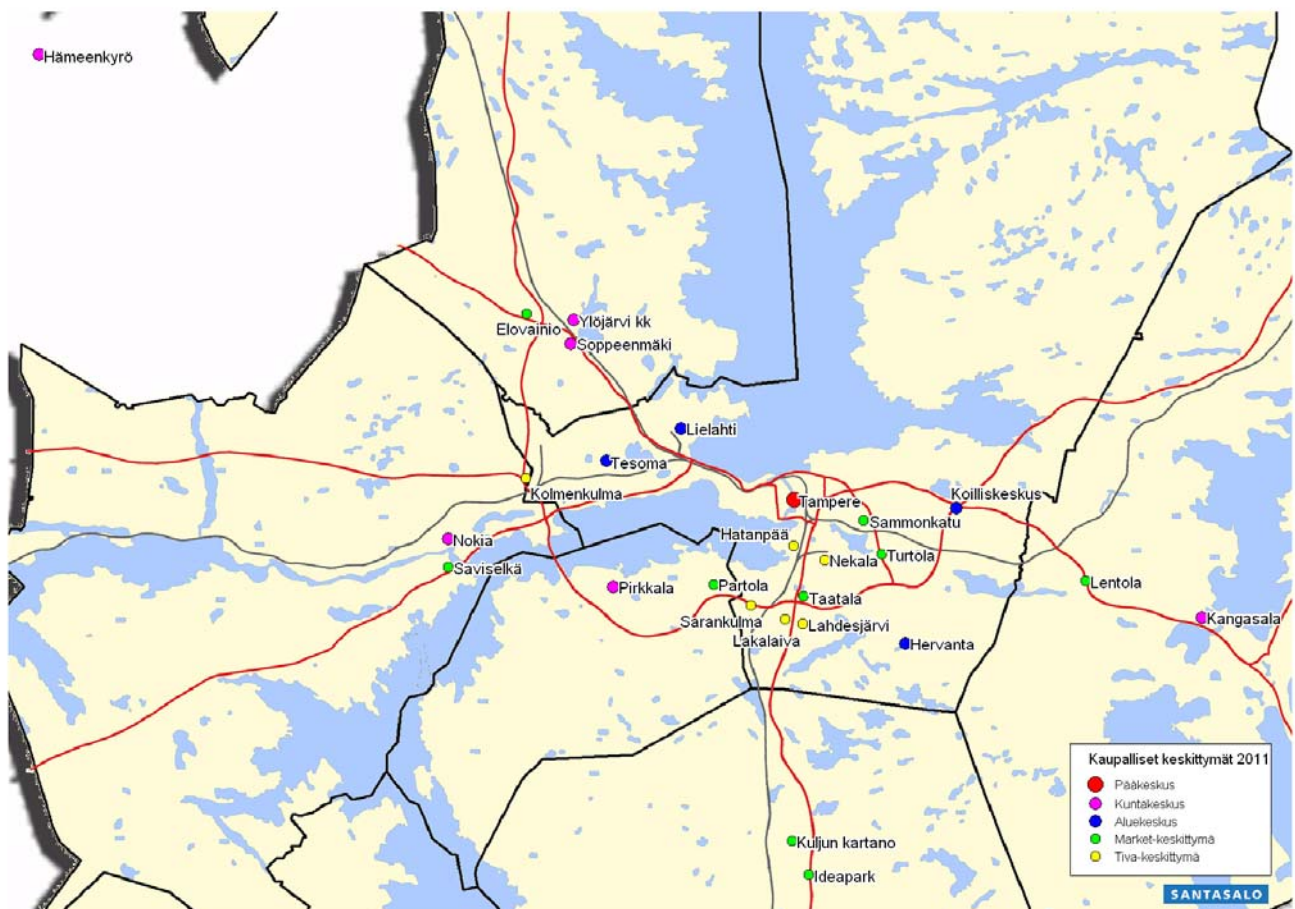 Hämeenkyrö
Elovainio
Ylöjärvi kk
Soppeenmäki
Lielahti
Tesoma
Kolmenkulma
Tampere
Koilliskeskus
Sammonkatu
Hatanpää
Nokia
Turtola
Nekala
Saviselkä
Pirkkala
Partola
Lentola
Taatala
Sarankulma
Kangasala
Lahdesjärvi
Lakalaiva
Hervanta
Kuljun kartano
Ideapark
Kaupalliset keskittymät 2011
Pääkeskus
Kuntakeskus
Aluekeskus
Market-keskittymä
Tiva-keskittymä
SANTASALO